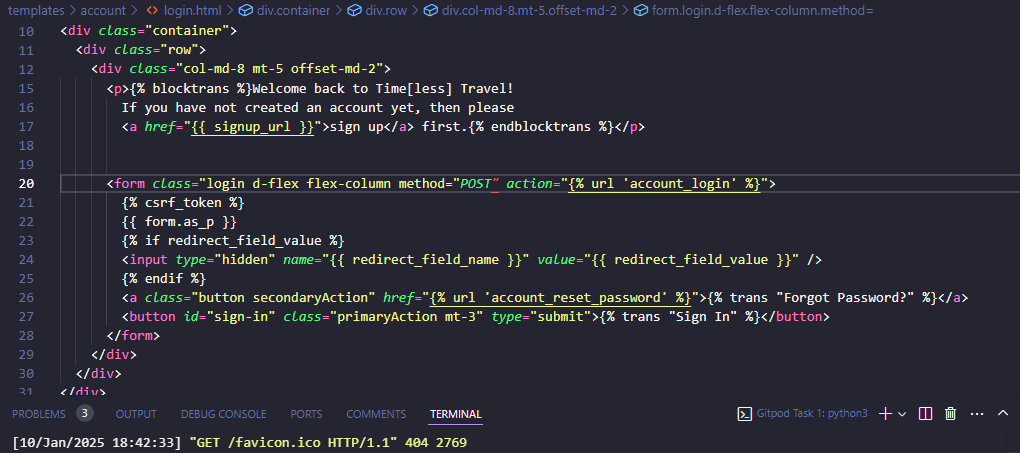 templates > account > login.html > div.container > div.row > div.col-md-8.mt-5.offset-md-2 > form.login.d-flex.flex-column.method=
10 <div class="container">
11 <div class="row">
12 <div class="col-md-8 mt-5 offset-md-2">
15 <p>{% blocktrans %}Welcome back to Time[less] Travel!
16 If you have not created an account yet, then please
17 <a href="{{ signup_url }}">sign up</a> first.{% endblocktrans %}</p>
18
19
20 <form class="login d-flex flex-column method="POST" action="{% url 'account_login' %}">
21 {% csrf_token %}
22 {{ form.as_p }}
23 {% if redirect_field_value %}
24 <input type="hidden" name="{{ redirect_field_name }}" value="{{ redirect_field_value }}" />
25 {% endif %}
26 <a class="button secondaryAction" href="{% url 'account_reset_password' %}">{% trans "Forgot Password?" %}</a>
27 <button id="sign-in" class="primaryAction mt-3" type="submit">{% trans "Sign In" %}</button>
28 </form>
29 </div>
30 </div>
31 </div>
PROBLEMS 3 OUTPUT DEBUG CONSOLE PORTS COMMENTS TERMINAL Gitpod Task 1: python3
[10/Jan/2025 18:42:33] "GET /favicon.ico HTTP/1.1" 404 2769